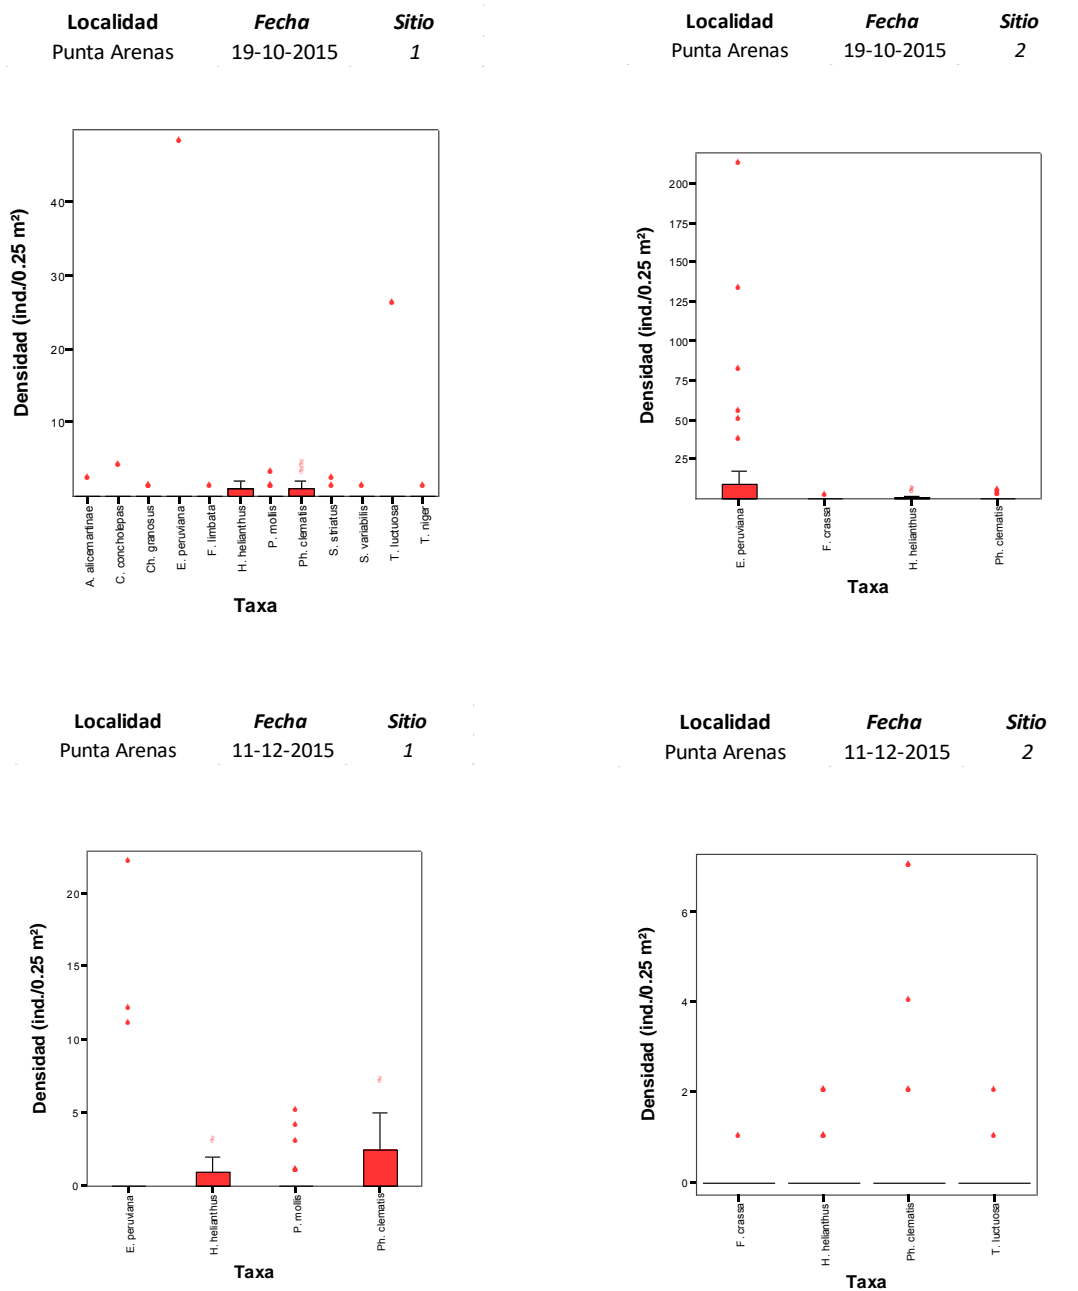 Localidad Fecha Sitio
Punta Arenas 19-10-2015 1
Densidad (ind./0.25 m²)
40
30
20
10
A. alicemartinae
C. concholepas
Ch. granosus
E. peruviana
F. limbata
H. helianthus
P. mollis
Ph. clematis
S. striatus
S. variabilis
T. luctuosa
T. niger
Taxa
Localidad Fecha Sitio
Punta Arenas 19-10-2015 2
Densidad (ind./0.25 m²)
200
175
150
125
100
75
50
25
E. peruviana
F. crassa
H. helianthus
Ph. clematis
Taxa
Localidad Fecha Sitio
Punta Arenas 11-12-2015 1
Densidad (ind./0.25 m²)
20
15
10
5
0
E. peruviana
H. helianthus
P. mollis
Ph. clematis
Taxa
Localidad Fecha Sitio
Punta Arenas 11-12-2015 2
Densidad (ind./0.25 m²)
6
4
2
0
F. crassa
H. helianthus
Ph. clematis
T. luctuosa
Taxa